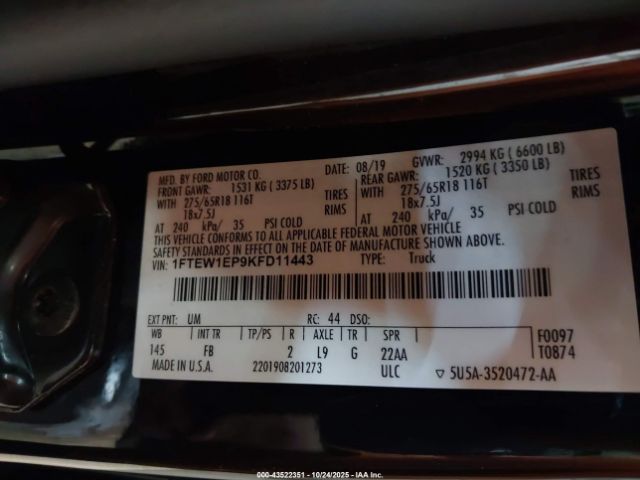 MFD. BY FORD MOTOR CO. DATE: 08/19 GVWR: 2994 KG ( 6600 LB)
FRONT GAWR: 1531 KG ( 3375 LB) REAR GAWR: 1520 KG ( 3350 LB)
WITH 275/65R18 116T TIRES WITH 275/65R18 116T TIRES
18x7.5J RIMS 18x7.5J RIMS
AT 240 kPa/ 35 PSI COLD AT 240 kPa/ 35 PSI COLD
THIS VEHICLE CONFORMS TO ALL APPLICABLE FEDERAL MOTOR VEHICLE
SAFETY STANDARDS IN EFFECT ON THE DATE OF MANUFACTURE SHOWN ABOVE.
VIN: 1FTEW1EP9KFD11443 TYPE: Truck
EXT PNT: UM RC: 44 DSO:
WB INT TR TP/PS R AXLE TR SPR F0097
145 FB 2 L9 G 22AA T0874
MADE IN U.S.A. 2201908201273 ULC ▽ 5U5A-3520472-AA
000-43522351 | 10/24/2025 - IAA Inc.